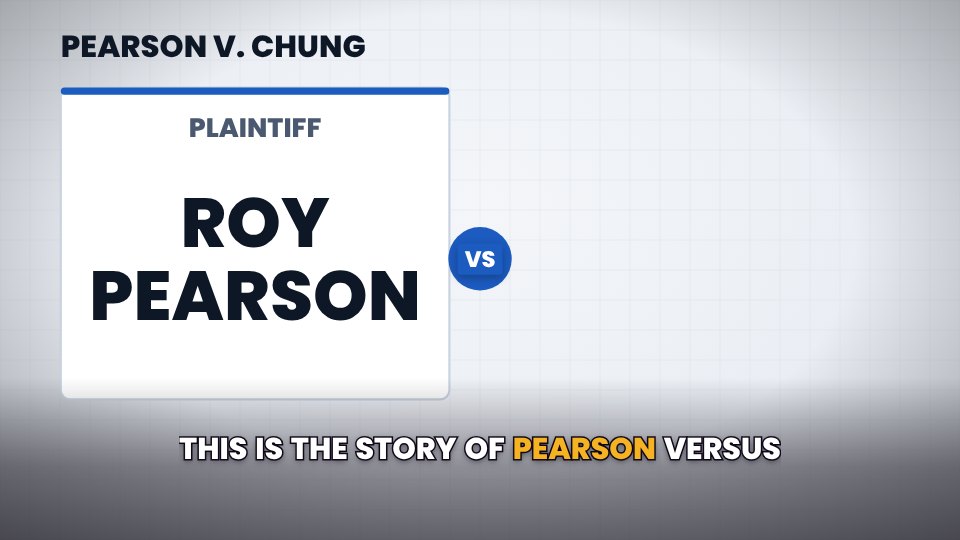 PEARSON V. CHUNG
PLAINTIFF
ROY
PEARSON
VS
THIS IS THE STORY OF PEARSON VERSUS